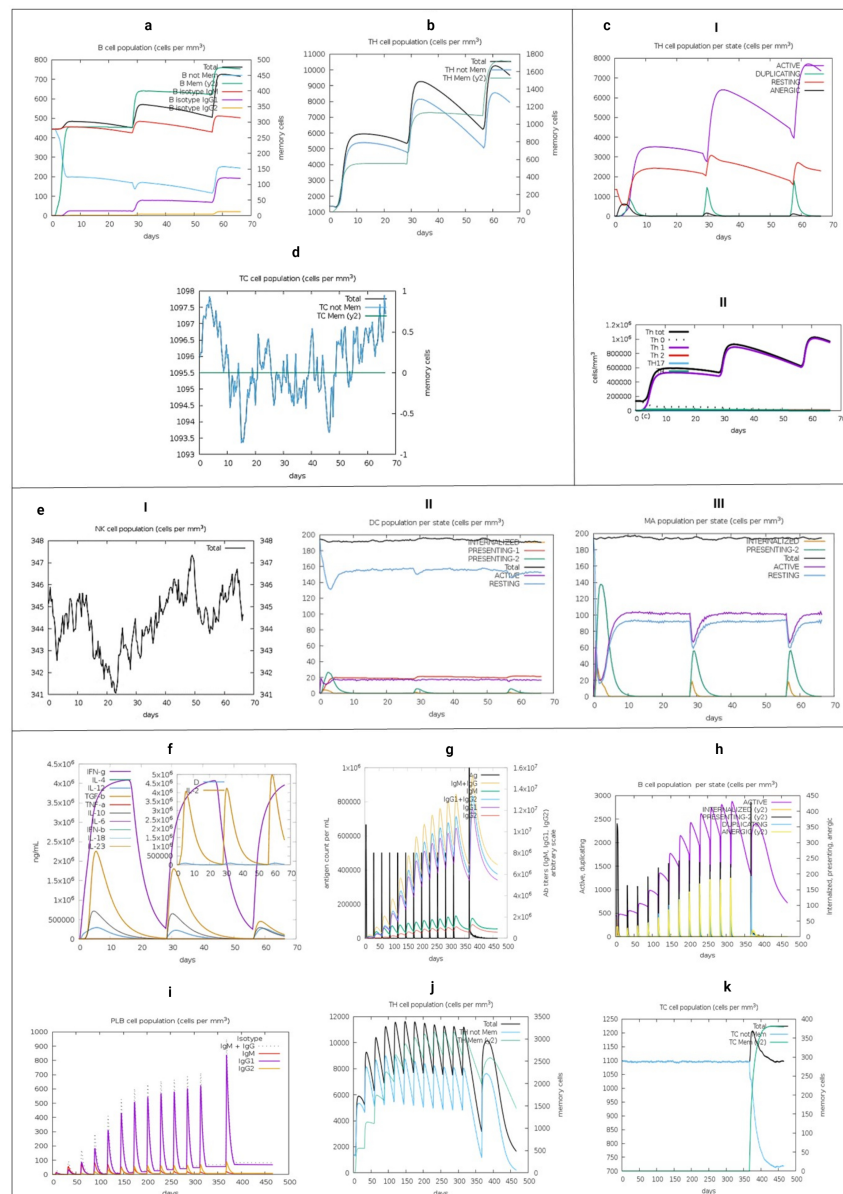 a
B cell population (cells per mm³)
Total
B not Mem
B Mem (y2)
B isotype IgM
B isotype IgG1
B isotype IgG2
memory cells
days
b
TH cell population (cells per mm³)
Total
TH not Mem
TH Mem (y2)
memory cells
days
c
I
TH cell population per state (cells per mm³)
ACTIVE
DUPLICATING
RESTING
ANERGIC
days
II
Th tot
Th 0
Th 1
Th 2
TH17
cells/mm³
(c)
days
d
TC cell population (cells per mm³)
Total
TC not Mem
TC Mem (y2)
memory cells
days
e
I
NK cell population (cells per mm³)
Total
days
II
DC population per state (cells per mm³)
INTERNALIZED
PRESENTING-1
PRESENTING-2
Total
ACTIVE
RESTING
days
III
MA population per state (cells per mm³)
INTERNALIZED
PRESENTING-2
Total
ACTIVE
RESTING
days
f
IFN-g
IL-4
IL-12
TGF-b
TNF-a
IL-10
IL-6
IFN-b
IL-18
IL-23
D
ng/mL
days
g
Ag
IgM+IgG
IgM
IgG1+IgG2
IgG1
IgG2
antigen count per mL
Ab titers (IgM, IgG1, IgG2)
arbitrary scale
days
h
B cell population per state (cells per mm³)
ACTIVE
INTERNALIZED (y2)
PRESENTING-2 (y2)
DUPLICATING
ANERGIC (y2)
Active, duplicating
Internalized, presenting, anergic
days
i
PLB cell population (cells per mm³)
Isotype
IgM + IgG
IgM
IgG1
IgG2
days
j
TH cell population (cells per mm³)
Total
TH not Mem
TH Mem (y2)
memory cells
days
k
TC cell population (cells per mm³)
Total
TC not Mem
TC Mem (y2)
memory cells
days